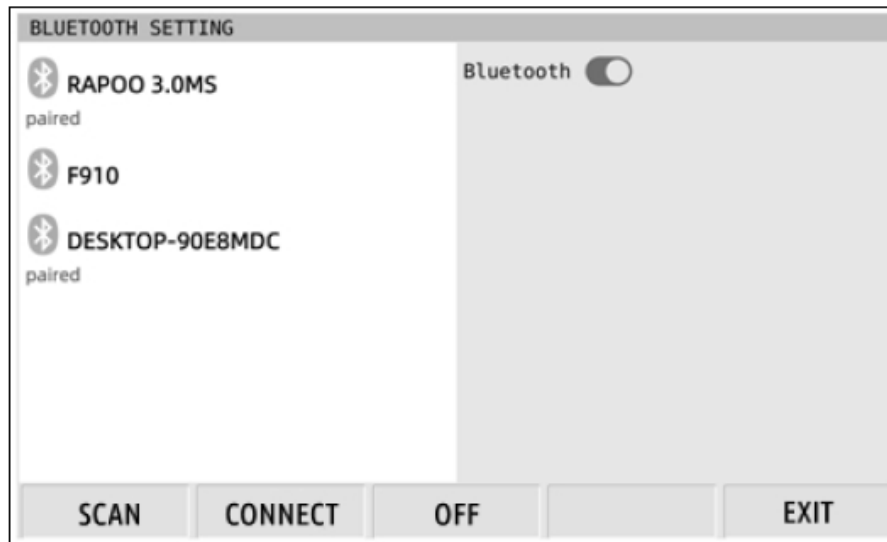 BLUETOOTH SETTING
RAPOO 3.0MS
paired
F910
DESKTOP-90E8MDC
paired
Bluetooth
SCAN CONNECT OFF EXIT